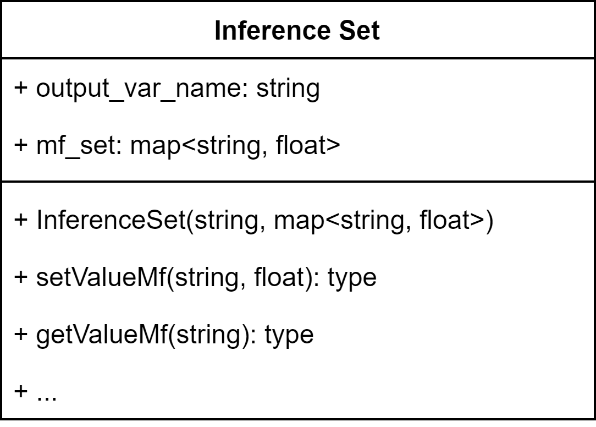 Inference Set
+ output_var_name: string
+ mf_set: map<string, float>
+ InferenceSet(string, map<string, float>)
+ setValueMf(string, float): type
+ getValueMf(string): type
+ ...